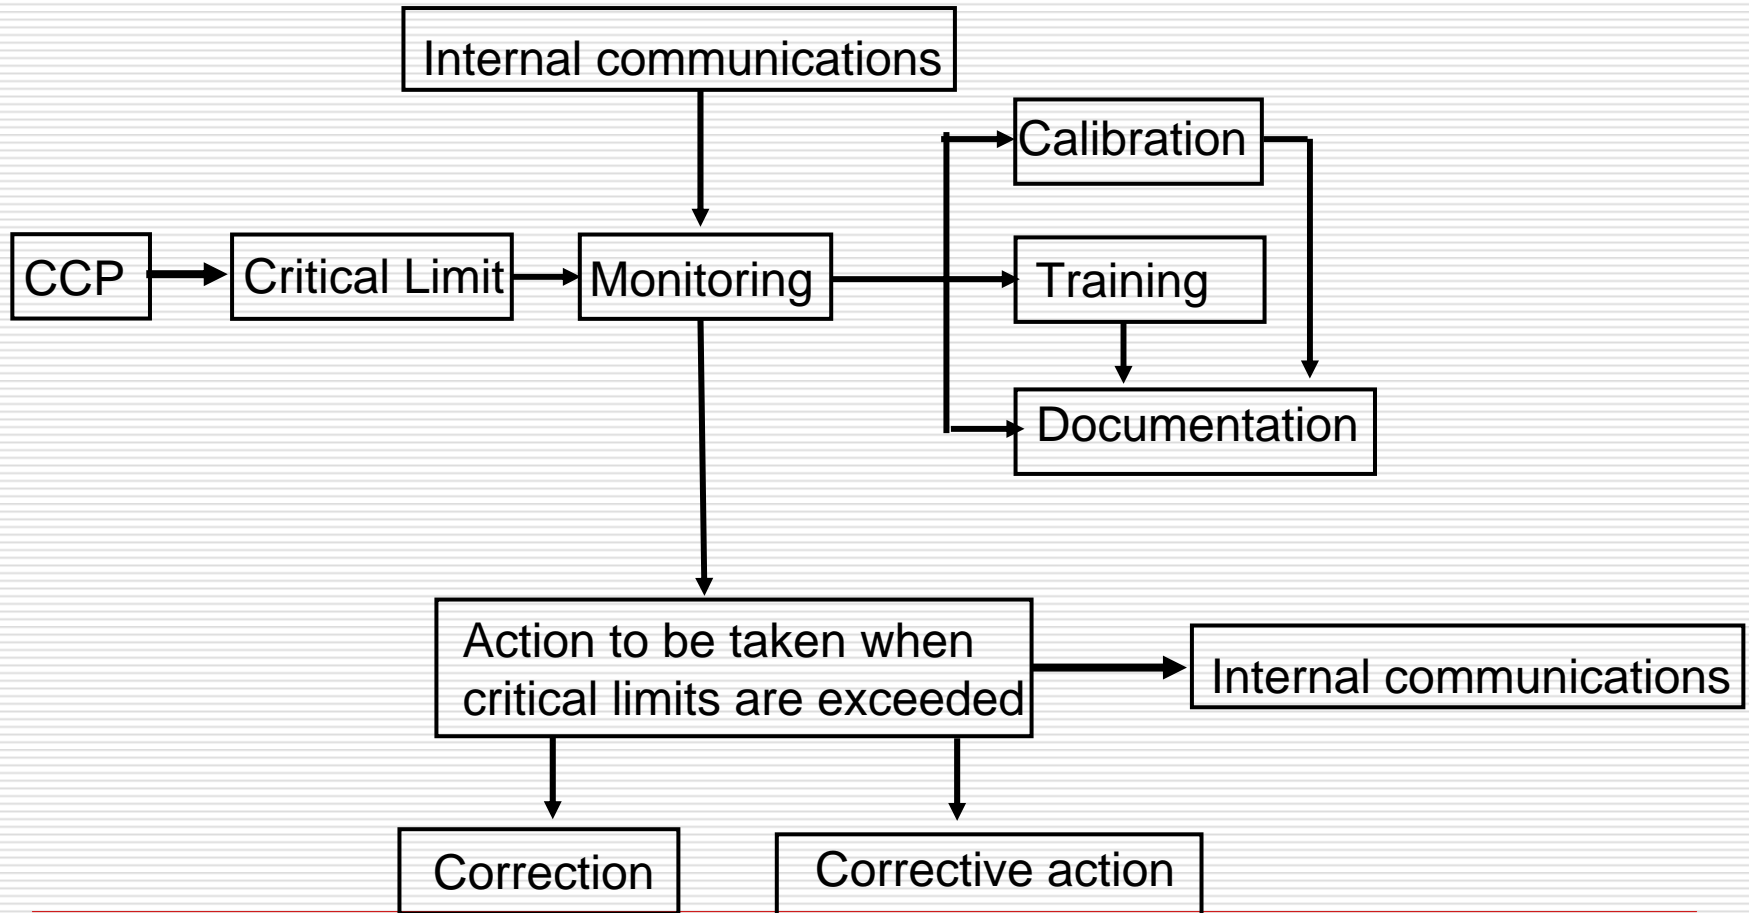 Internal communications
Calibration
CCP
Critical Limit
Monitoring
Training
Documentation
Action to be taken when
critical limits are exceeded
Internal communications
Correction
Corrective action